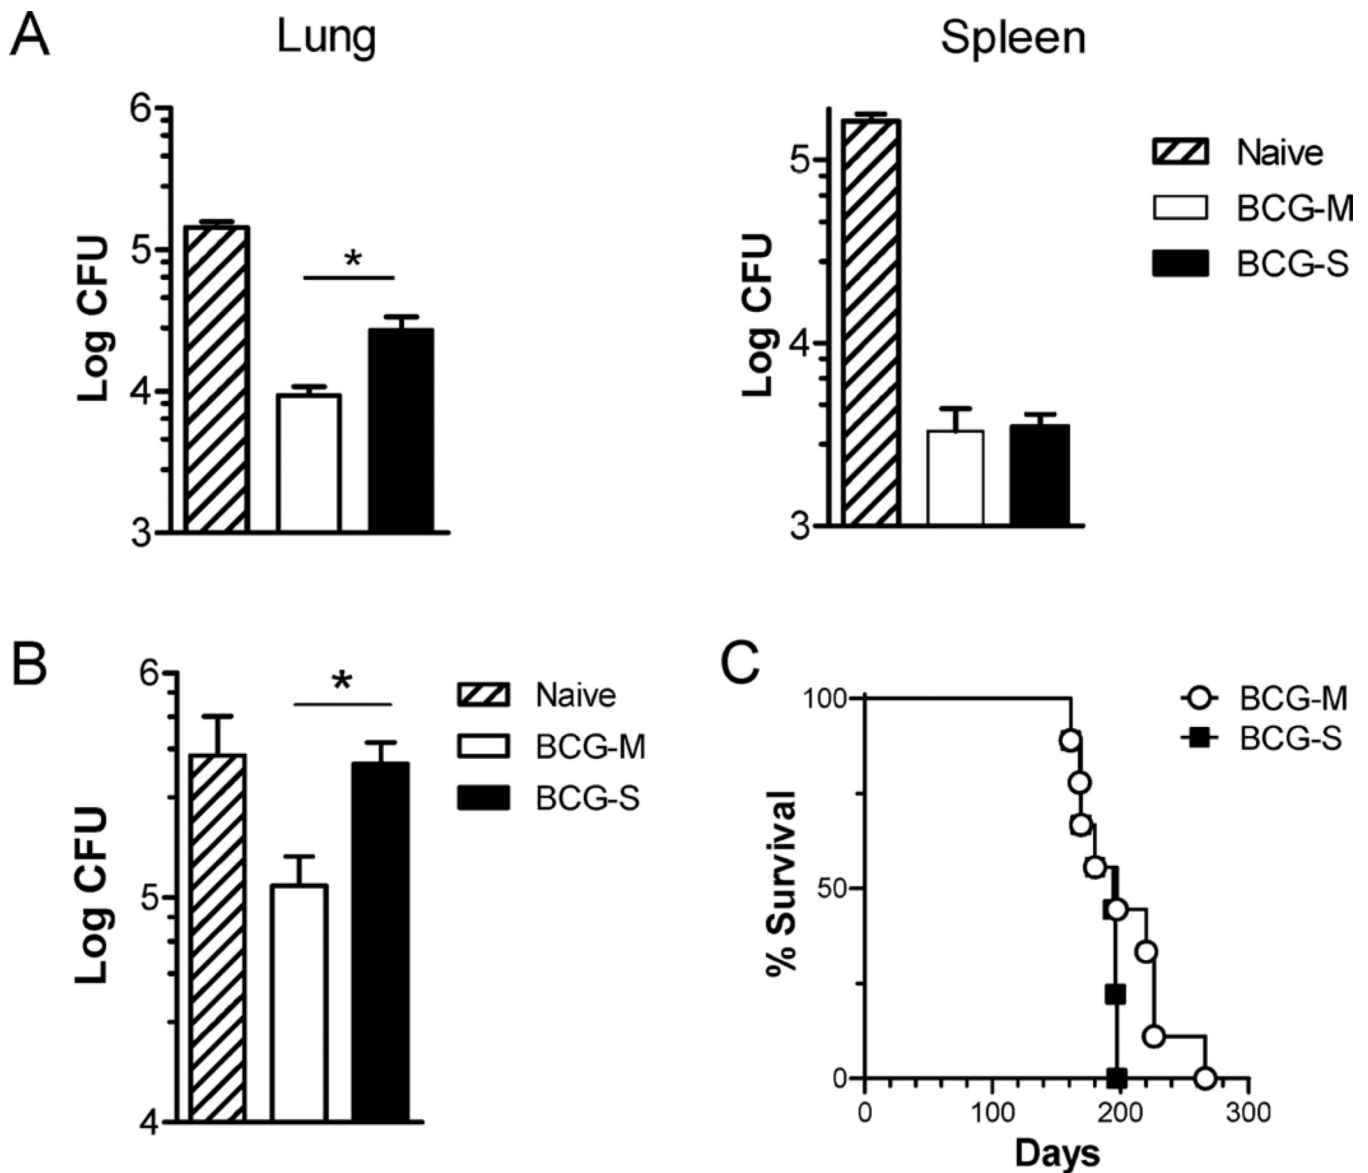 A
Lung
Spleen
6
5
4
3
Log CFU
*
5
4
3
Log CFU
Naive
BCG-M
BCG-S
B
6
5
4
Log CFU
*
Naive
BCG-M
BCG-S
C
100
50
0
% Survival
0 100 200 300
Days
BCG-M
BCG-S